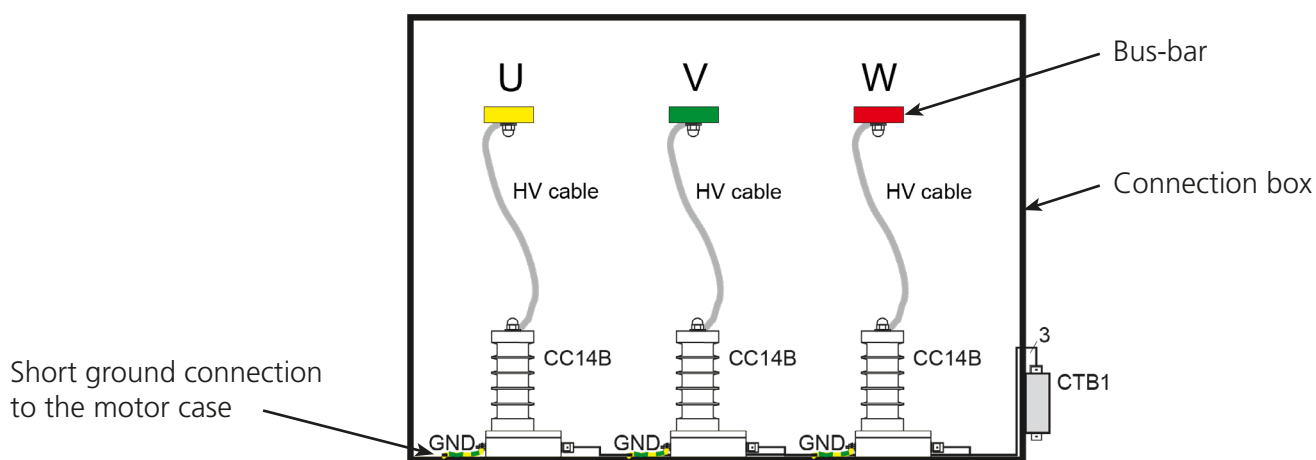 U
V
W
Bus-bar
HV cable
HV cable
HV cable
Connection box
3
CC14B
CC14B
CC14B
CTB1
Short ground connection
to the motor case
GND
GND
GND